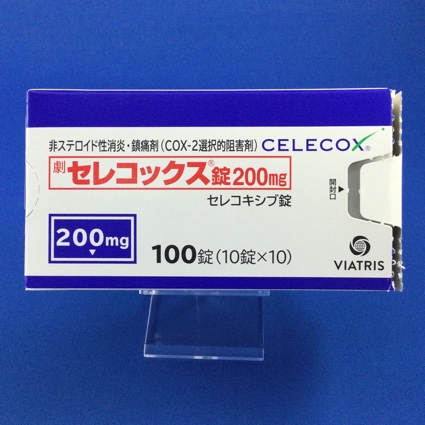 非ステロイド性消炎・鎮痛剤(COX-2選択的阻害剤) CELECOX®
劇 セレコックス®錠200mg
セレコキシブ錠
開封口
200mg
100錠(10錠×10)
VIATRIS